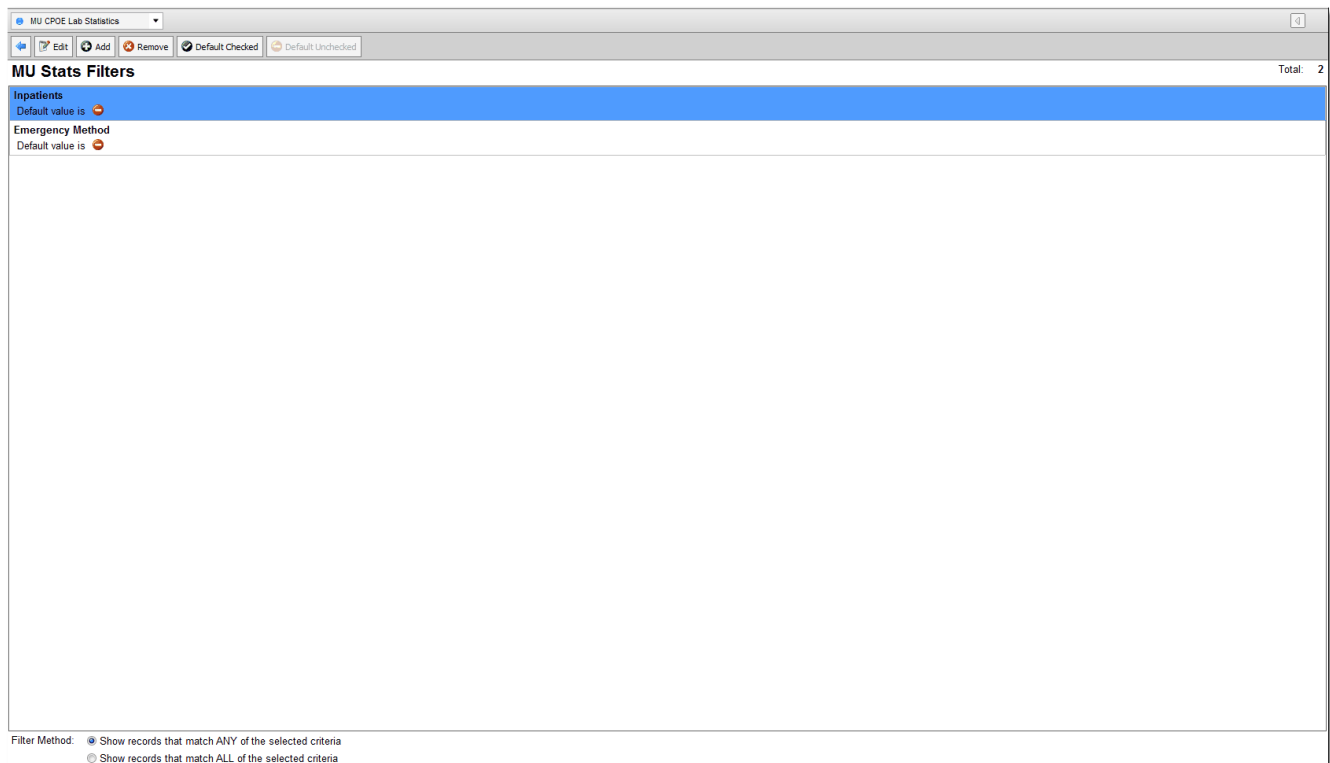 MU CPOE Lab Statistics
Edit Add Remove Default Checked Default Unchecked
MU Stats Filters Total: 2
Inpatients
Default value is
Emergency Method
Default value is
Filter Method: Show records that match ANY of the selected criteria
Show records that match ALL of the selected criteria